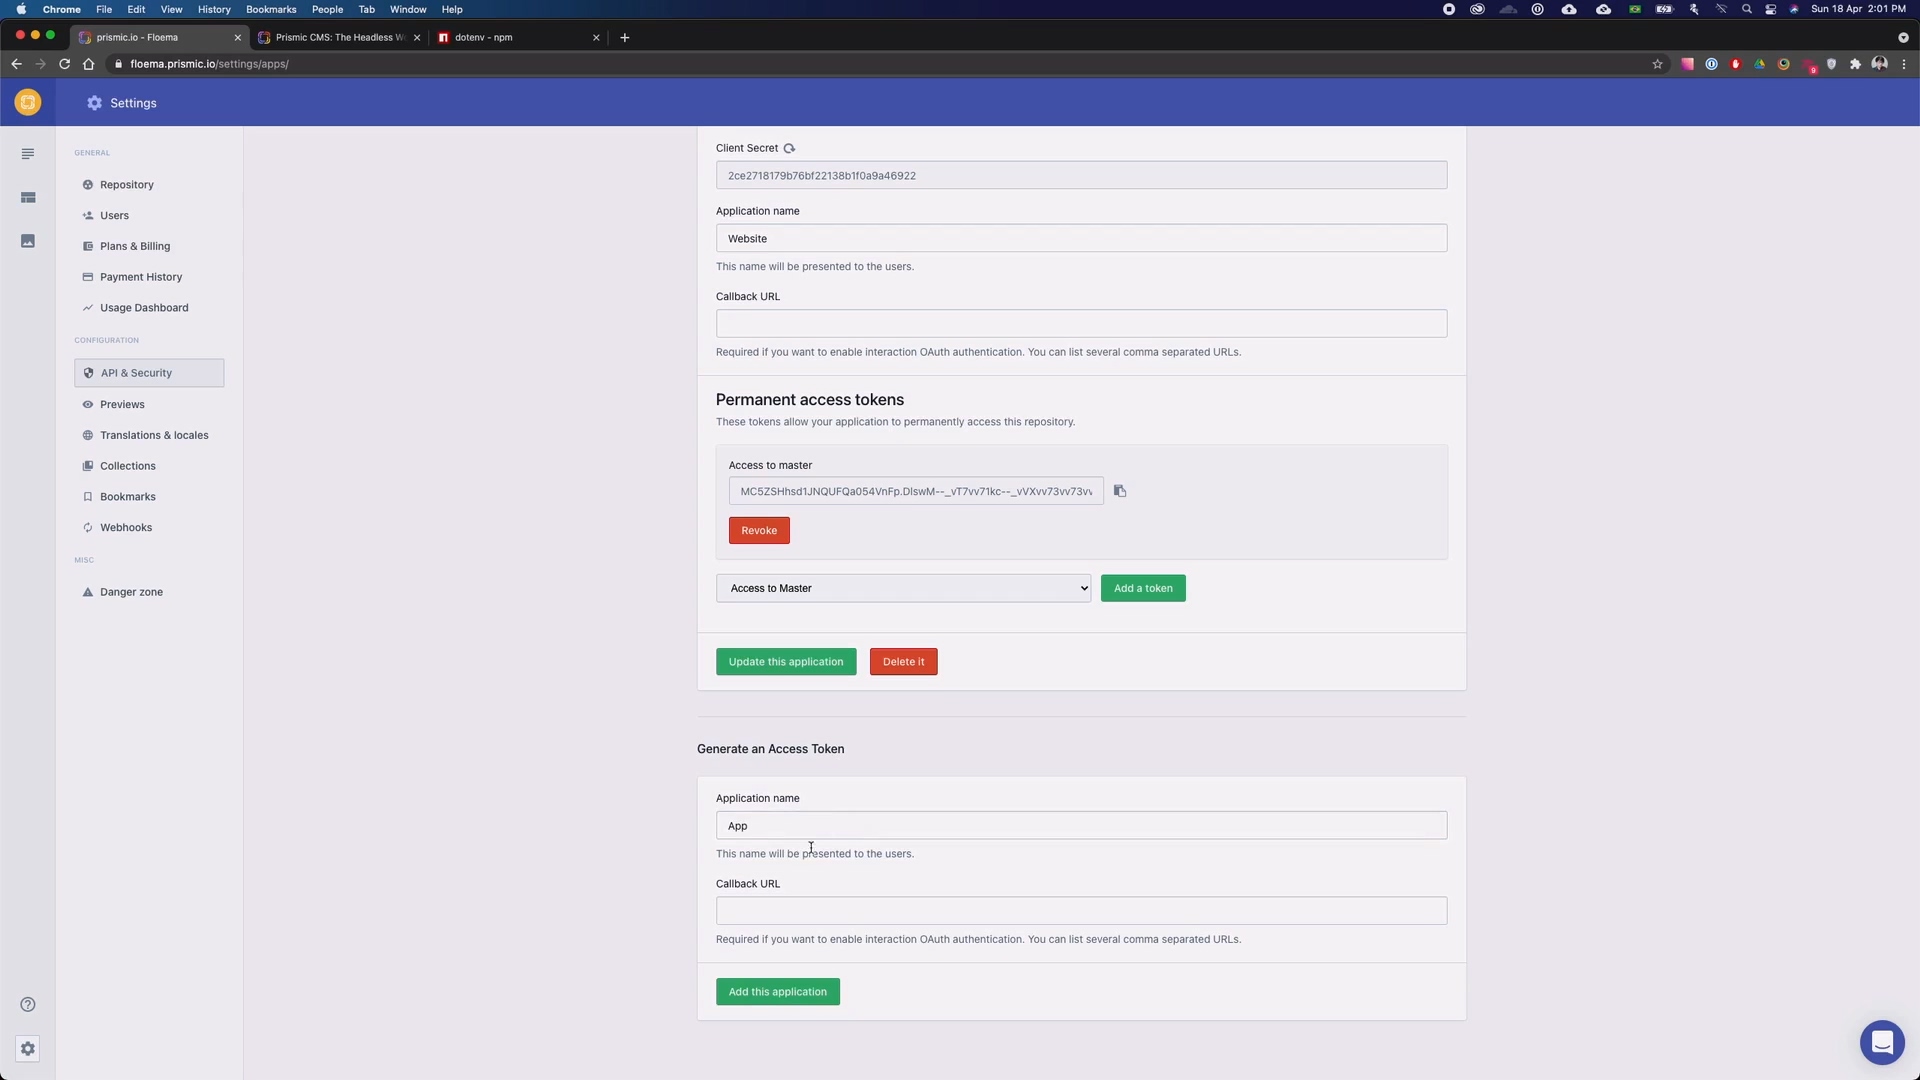 Chrome File Edit View History Bookmarks People Tab Window Help
Sun 18 Apr 2:01 PM
prismic.io - Floema
Prismic CMS: The Headless W
dotenv - npm
floema.prismic.io/settings/apps/
9
Settings
GENERAL
Repository
Users
Plans & Billing
Payment History
Usage Dashboard
CONFIGURATION
API & Security
Previews
Translations & locales
Collections
Bookmarks
Webhooks
MISC
Danger zone
Client Secret
2ce2718179b76bf22138b1f0a9a46922
Application name
Website
This name will be presented to the users.
Callback URL
Required if you want to enable interaction OAuth authentication. You can list several comma separated URLs.
Permanent access tokens
These tokens allow your application to permanently access this repository.
Access to master
MC5ZSHhsd1JNQUFQa054VnFp.DIswM--_vT7vv71kc--_vVXvv73vv73vv
Revoke
Access to Master
Add a token
Update this application
Delete it
Generate an Access Token
Application name
App
This name will be presented to the users.
Callback URL
Required if you want to enable interaction OAuth authentication. You can list several comma separated URLs.
Add this application